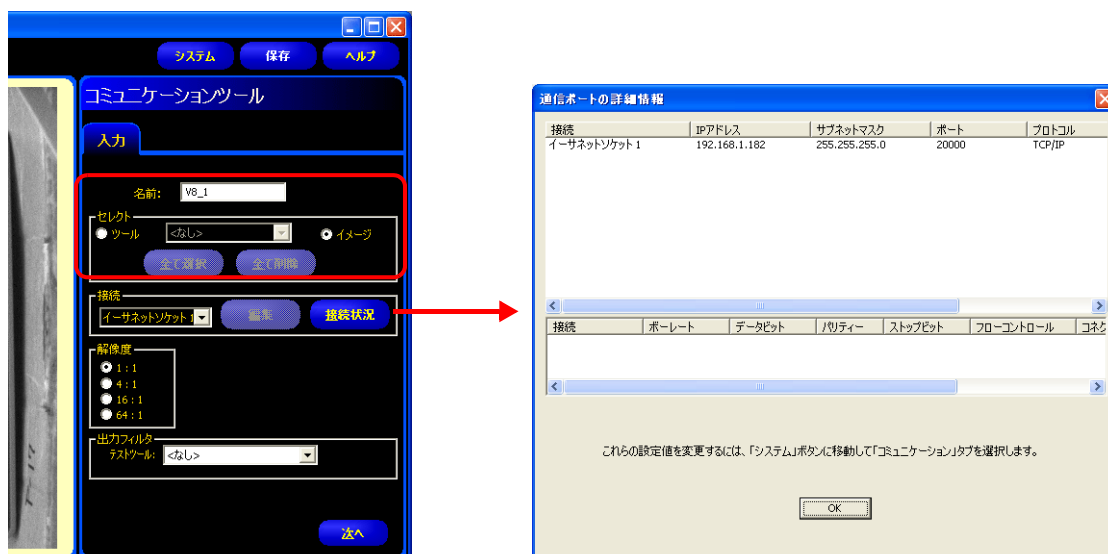 システム 保存 ヘルプ
コミュニケーションツール
入力
名前: V8_1
セレクト
ツール <なし> イメージ
全て選択 全て削除
接続
イーサネットソケット 1 編集 接続状況
解像度
1 : 1
4 : 1
16 : 1
64 : 1
出力フィルタ
テストツール: <なし>
次へ
通信ポートの詳細情報
接続 IPアドレス サブネットマスク ポート プロトコル
イーサネットソケット 1 192.168.1.182 255.255.255.0 20000 TCP/IP
接続 ボーレート データビット パリティー ストップビット フローコントロール コネク
これらの設定値を変更するには、「システム」ボタンに移動して「コミュニケーション」タブを選択します。
OK